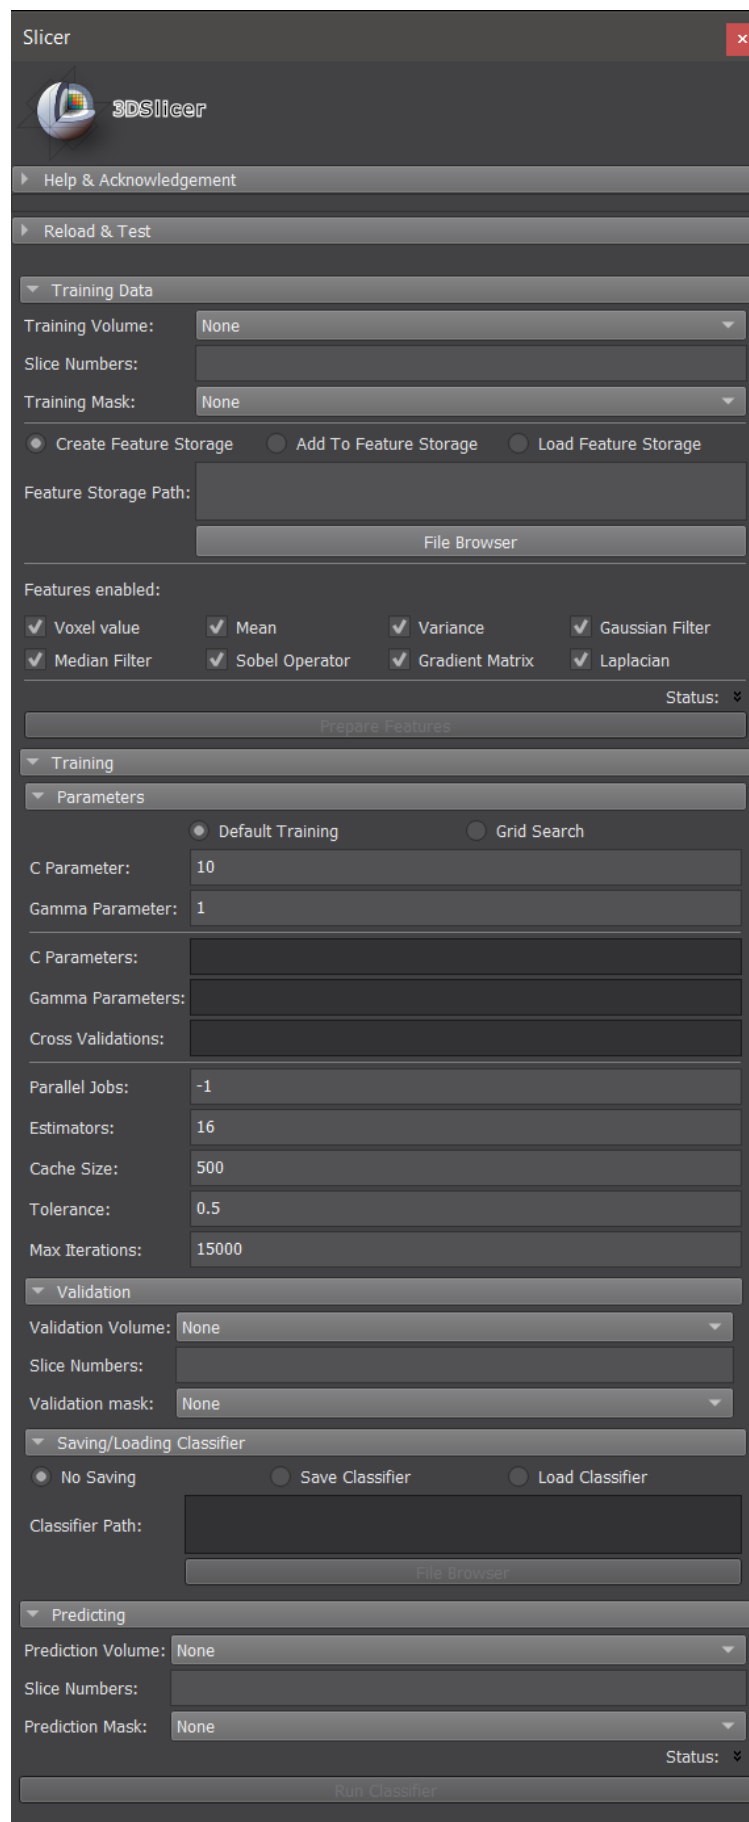 Slicer
×
3DSlicer
Help & Acknowledgement
Reload & Test
Training Data
Training Volume: None
Slice Numbers:
Training Mask: None
Create Feature Storage Add To Feature Storage Load Feature Storage
Feature Storage Path:
File Browser
Features enabled:
Voxel value Mean Variance Gaussian Filter
Median Filter Sobel Operator Gradient Matrix Laplacian
Status:
Prepare Features
Training
Parameters
Default Training Grid Search
C Parameter: 10
Gamma Parameter: 1
C Parameters:
Gamma Parameters:
Cross Validations:
Parallel Jobs: -1
Estimators: 16
Cache Size: 500
Tolerance: 0.5
Max Iterations: 15000
Validation
Validation Volume: None
Slice Numbers:
Validation mask: None
Saving/Loading Classifier
No Saving Save Classifier Load Classifier
Classifier Path:
File Browser
Predicting
Prediction Volume: None
Slice Numbers:
Prediction Mask: None
Status:
Run Classifier